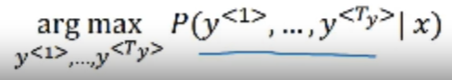 arg max P(y<1>, …, y<Ty>| x)
y<1>,…,y<Ty>